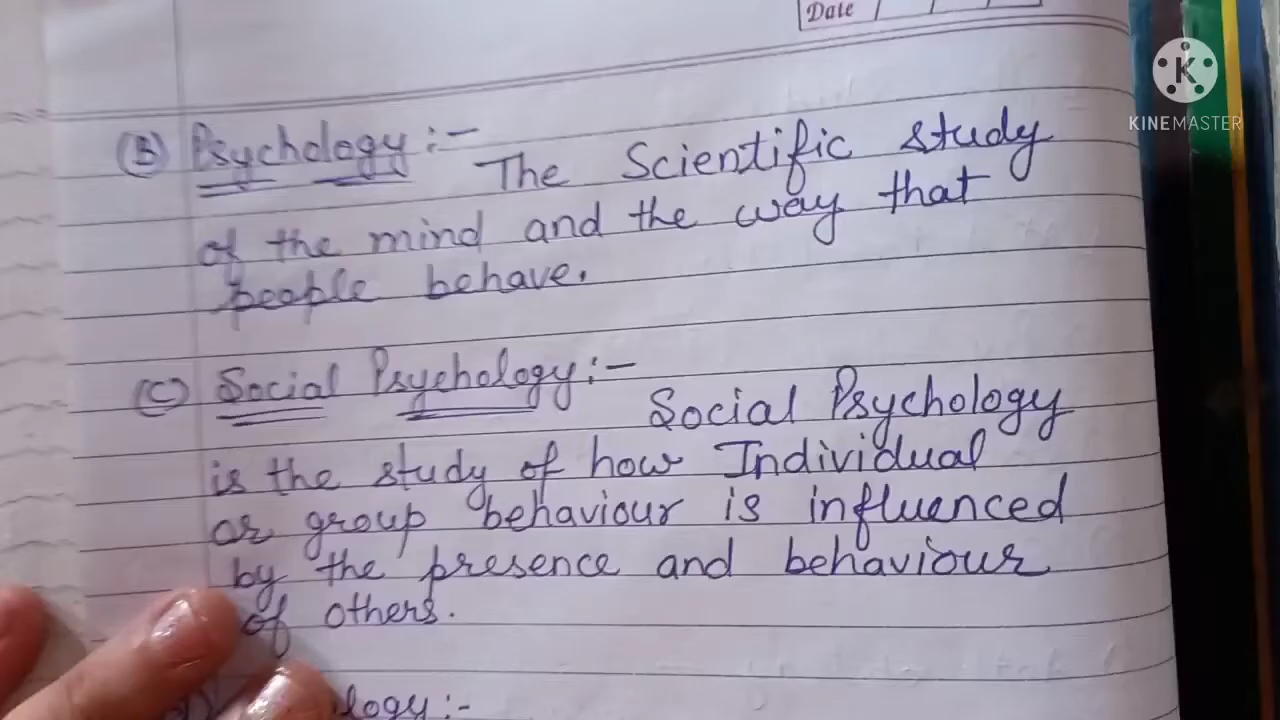 Date
KINEMASTER
(B) Psychology :- The Scientific study
of the mind and the way that
people behave.
(C) Social Psychology :- Social Psychology
is the study of how Individual
or group behaviour is influenced
by the presence and behaviour
of others.
logy :-